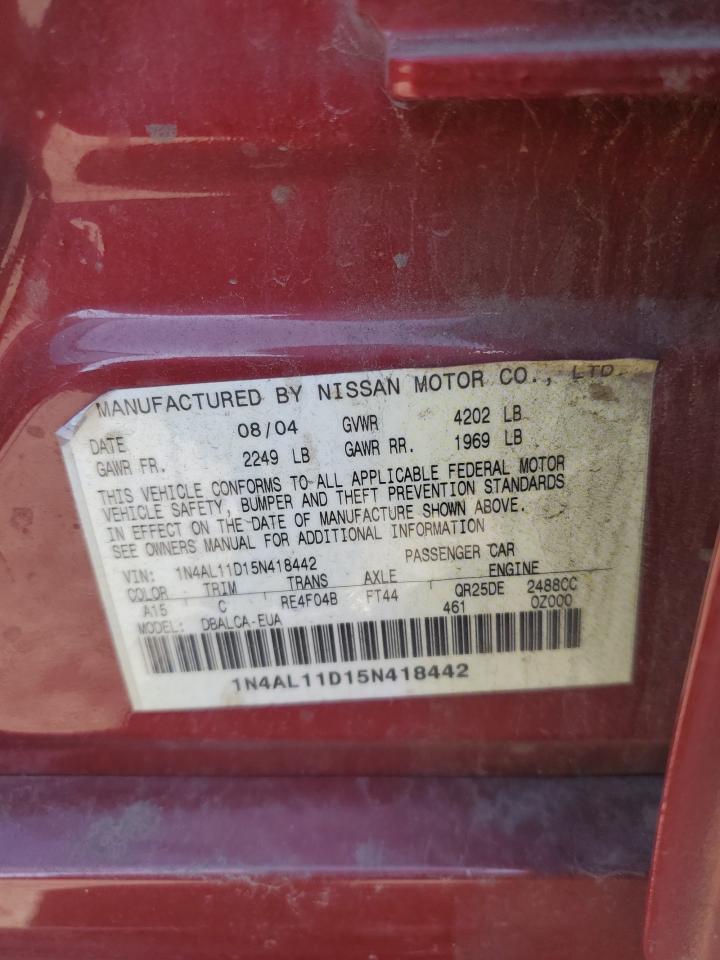 MANUFACTURED BY NISSAN MOTOR CO., LTD.
DATE 08/04 GVWR 4202 LB
GAWR FR. 2249 LB GAWR RR. 1969 LB
THIS VEHICLE CONFORMS TO ALL APPLICABLE FEDERAL MOTOR
VEHICLE SAFETY, BUMPER AND THEFT PREVENTION STANDARDS
IN EFFECT ON THE DATE OF MANUFACTURE SHOWN ABOVE.
SEE OWNERS MANUAL FOR ADDITIONAL INFORMATION
VIN: 1N4AL11D15N418442 PASSENGER CAR
COLOR TRIM TRANS AXLE ENGINE
A15 C RE4F04B FT44 QR25DE 2488CC
MODEL: DBALCA-EUA 461 0Z000
1N4AL11D15N418442